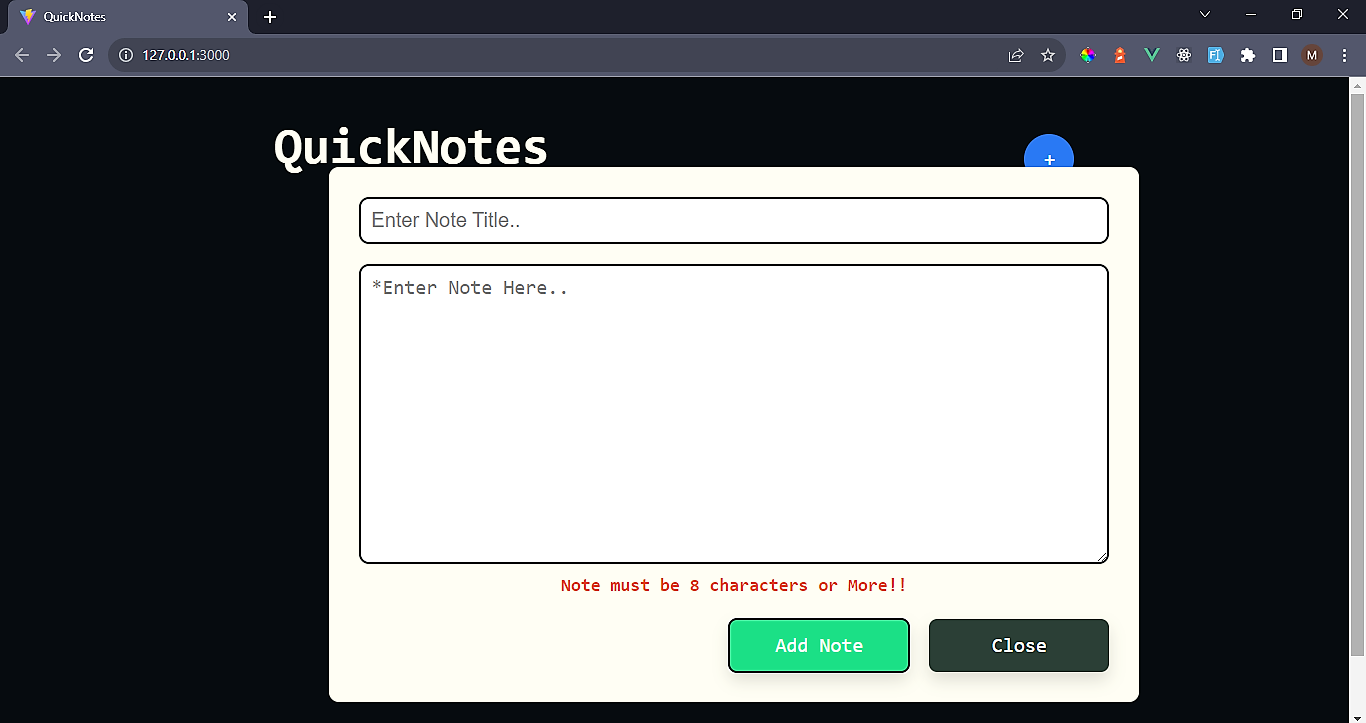 QuickNotes
127.0.0.1:3000
FI
M
QuickNotes
+
Enter Note Title..
*Enter Note Here..
Note must be 8 characters or More!!
Add Note
Close